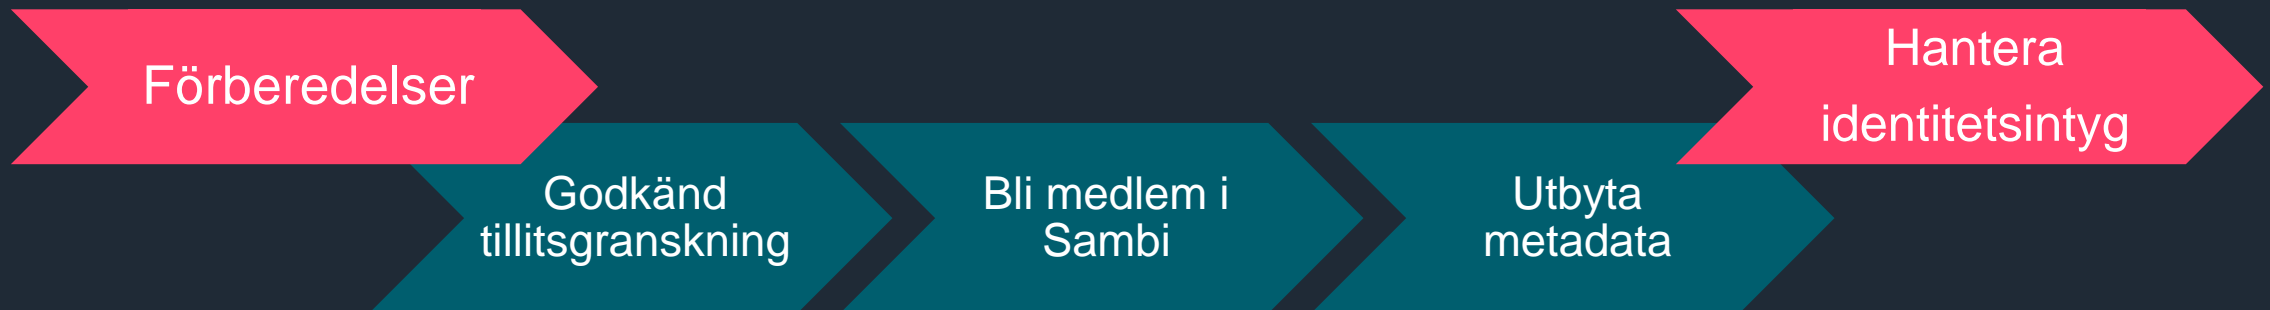 Förberedelser
Godkänd
tillitsgranskning
Bli medlem i
Sambi
Utbyta
metadata
Hantera
identitetsintyg